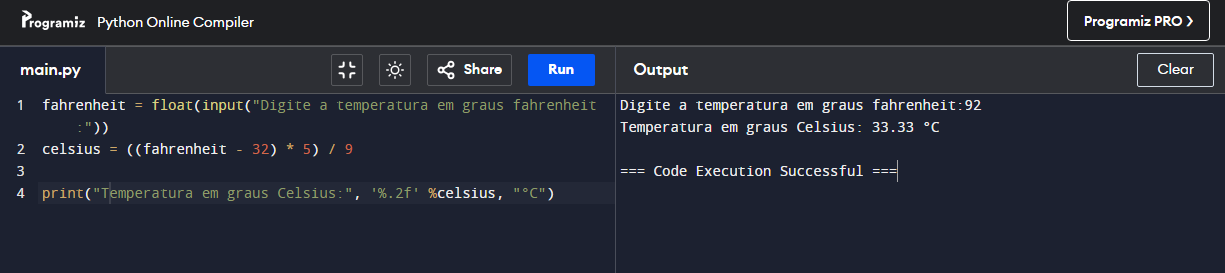 Programiz Python Online Compiler
Programiz PRO >
main.py
Share
Run
Output
Clear
1 fahrenheit = float(input("Digite a temperatura em graus fahrenheit
:"))
2 celsius = ((fahrenheit - 32) * 5) / 9
3
4 print("Temperatura em graus Celsius:", '%.2f' %celsius, "°C")
Digite a temperatura em graus fahrenheit:92
Temperatura em graus Celsius: 33.33 °C
=== Code Execution Successful ===